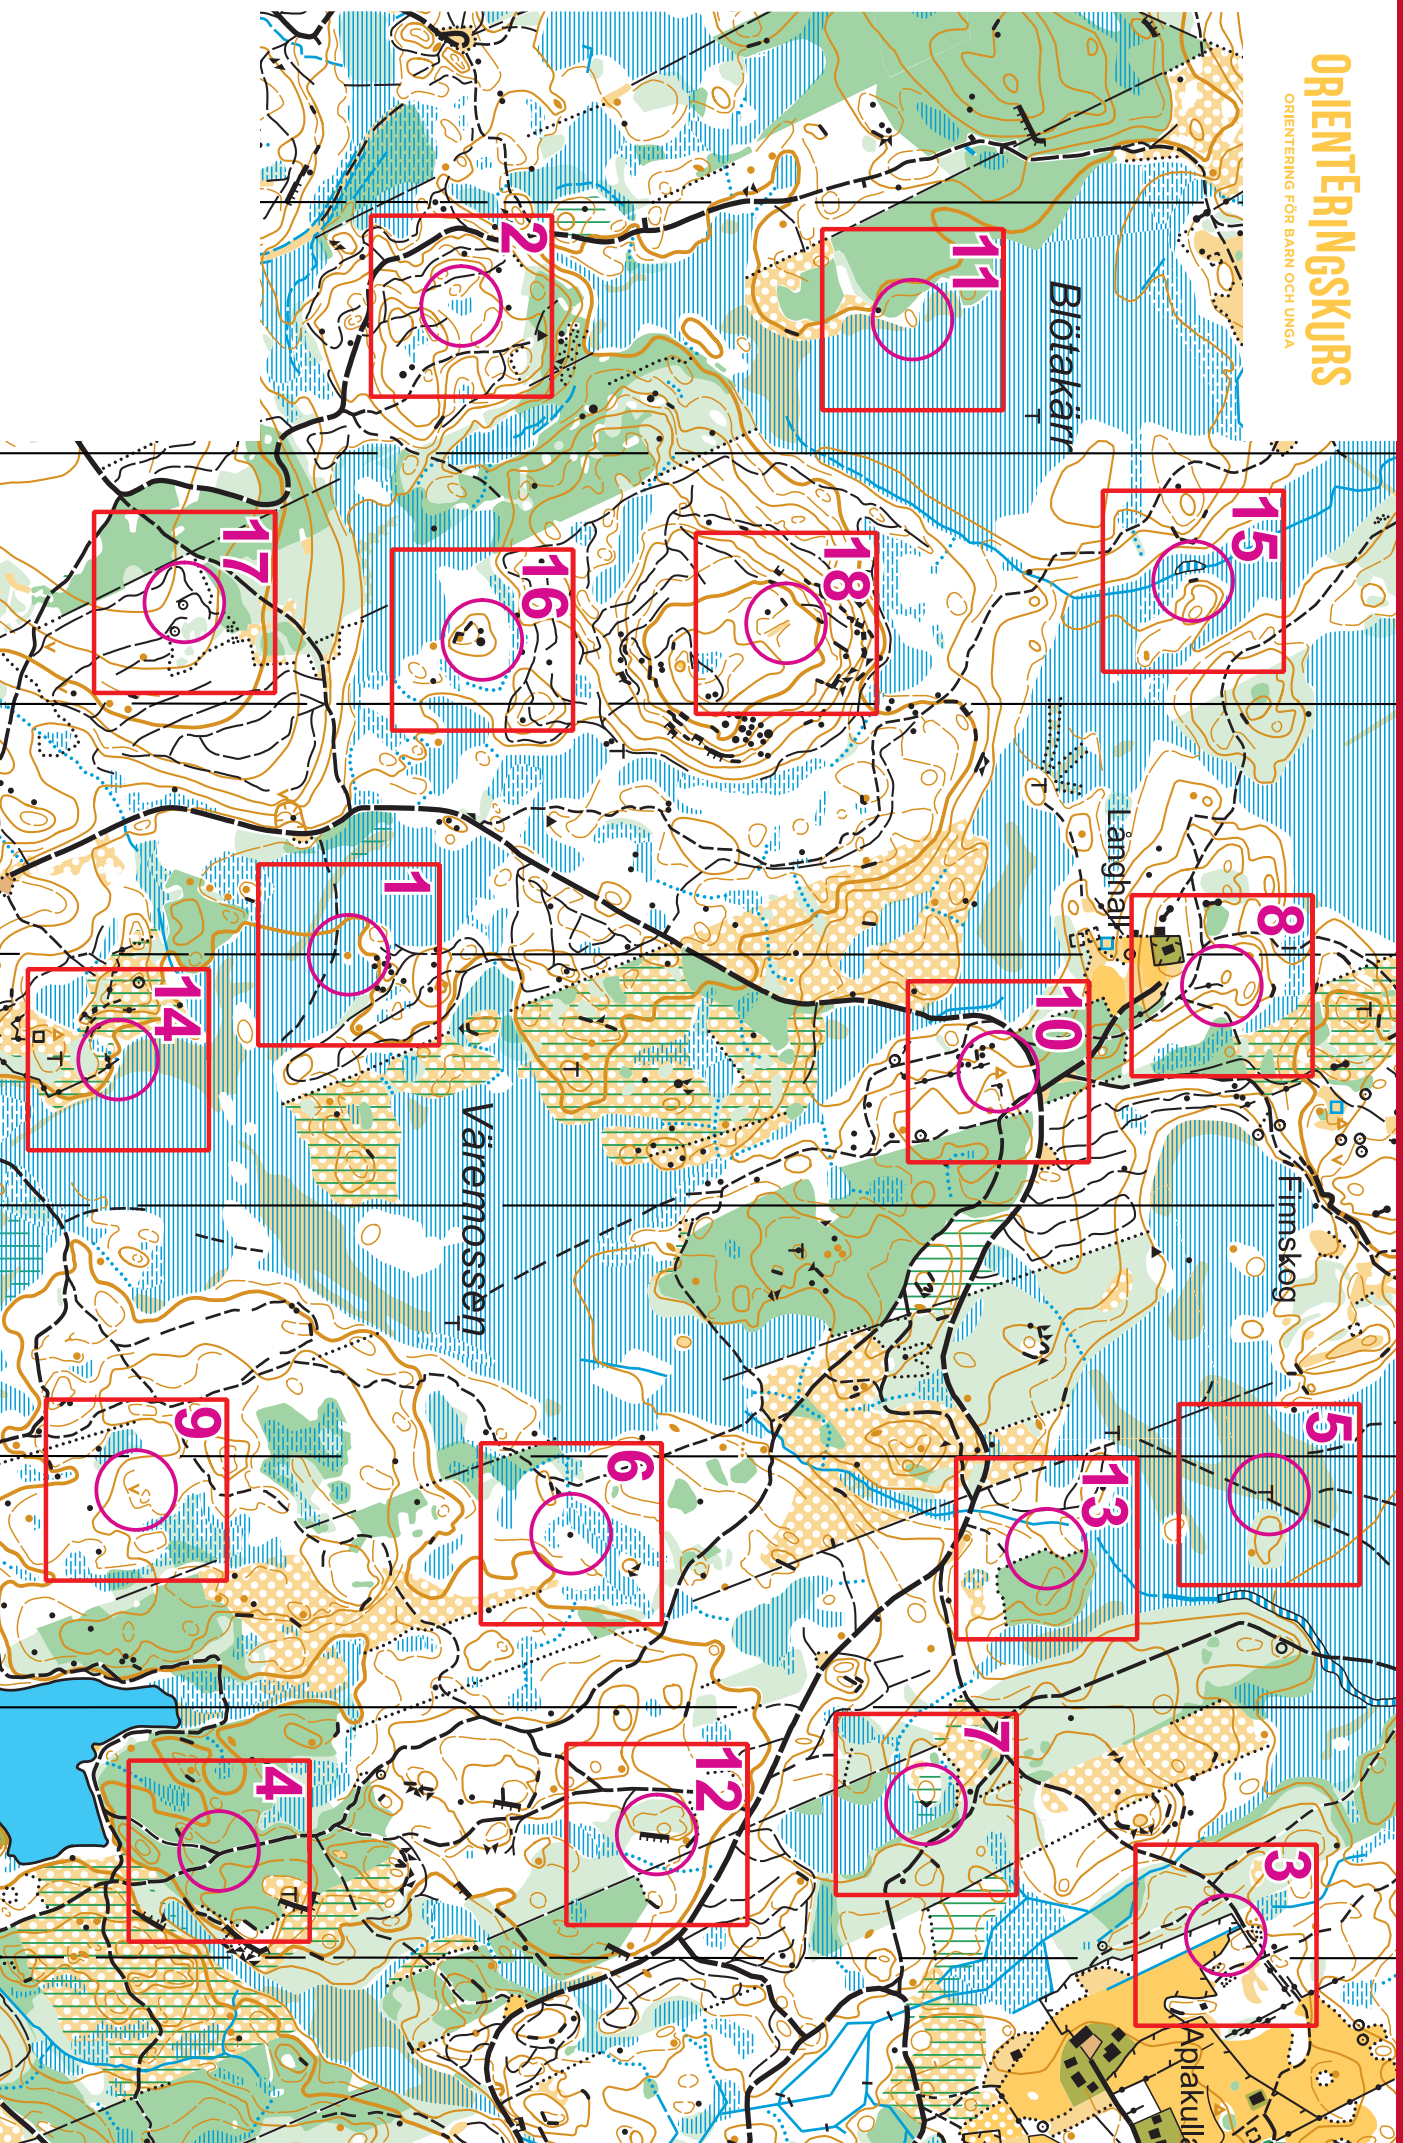 ORIENTERINGSKURS
ORIENTERING FÖR BARN OCH UNGA
2
11
Blötakärr
15
17
16
18
Långhall
8
1
14
10
Finnskog
Väremossen
9
6
5
13
4
12
7
3
Aplakull